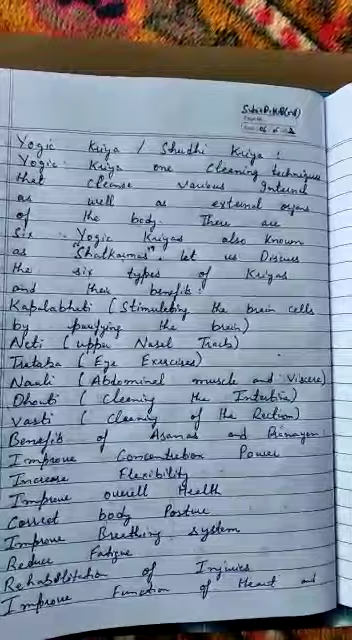 Yogic Kriya / Shudhi Kriya :
Yogic Kriya one cleaning techniques
that cleanse various Internal
as well as external organs
of the body. There are
Six Yogic Kriyas also known
as "Shatkarmas". let us Discuss
the six types of Kriyas
and their benefits :
Kapalabhati (Stimulating the brain cells
by purifying the brain)
Neti (upper Nasal Track)
Trataka (Eye Exercises)
Nauli (Abdominal muscle and Viscera)
Dhouti (Cleaning the Intestine)
Vasti (Cleaning of the Rectum)
Benefits of Asanas and Pranayam:
Improve Concentration Power
Increase Flexibility
Improve overall Health
Correct body Posture
Improve Breathing system
Reduce Fatigue
Rehabilitation of Injuries
Improve Function of Heart and